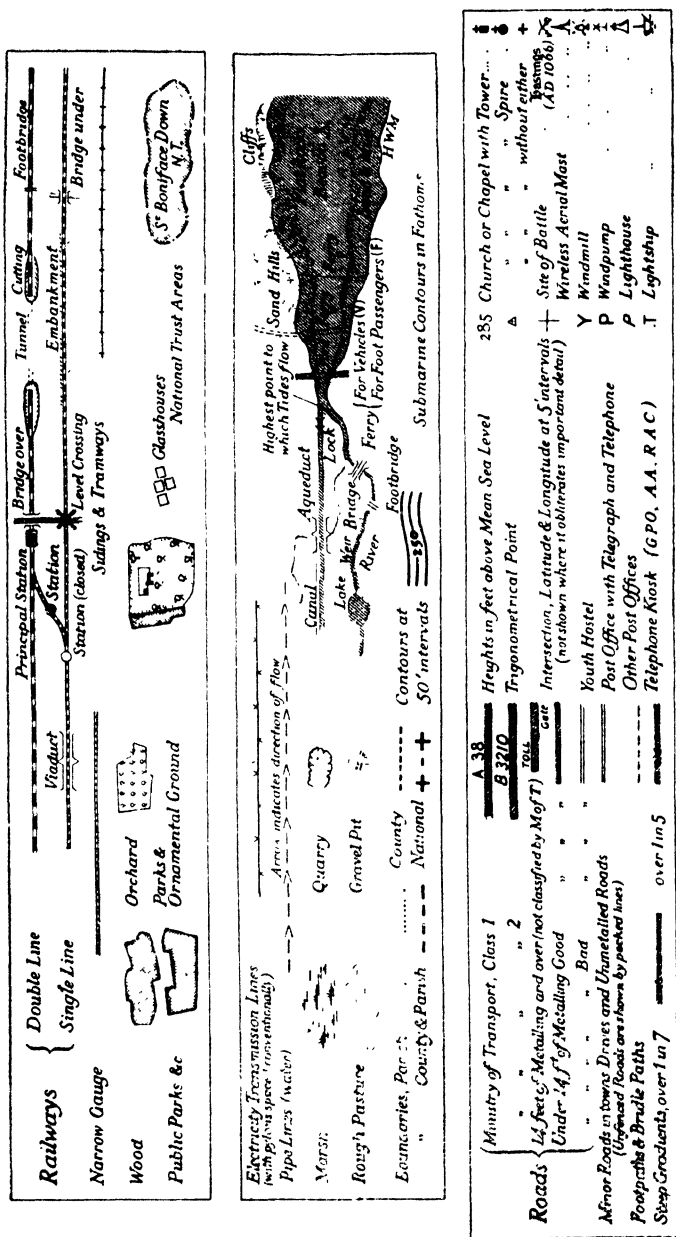 Railways
Double Line
Single Line
Viaduct
Principal Station
Station
Station (closed)
Bridge over
Level Crossing
Tunnel
Cutting
Footbridge
Embankment
Bridge under
Narrow Gauge
Sidings & Tramways
Wood
Orchard
Public Parks &c
Parks &
Ornamental Ground
Glasshouses
National Trust Areas
St Boniface Down
N.T.
Electricity Transmission Lines
(with pylons spaced conventionally)
Pipe Lines (water)
Arrow indicates direction of flow
Marsh
Quarry
Rough Pasture
Gravel Pit
Boundaries, Parish
County
" County & Parish
National
Canal
Aqueduct
Lock
Lake
Weir
Bridge
River
Footbridge
Highest point to
which Tides flow
Sand Hills
Cliffs
HWM
Ferry
For Vehicles (V)
For Foot Passengers (F)
Contours at
50' intervals
250
Submarine Contours in Fathoms
Roads
Ministry of Transport, Class 1
A 38
" " " 2
B 3210
14 feet of Metalling and over (not classified by M of T)
TOLL
Gate
Under 14 ft of Metalling Good
" " " " Bad " " "
Minor Roads in towns Drives and Unmetalled Roads
(Unfenced Roads are shown by pecked lines)
Footpaths & Bridle Paths
Steep Gradients, over 1 in 7
over 1 in 5
Heights in feet above Mean Sea Level
285
Trigonometrical Point
Intersection, Latitude & Longitude at 5' intervals
(not shown where it obliterates important detail)
Youth Hostel
Y
Post Office with Telegraph and Telephone
P
Other Post Offices
P
Telephone Kiosk (GPO, AA, RAC)
.T
Church or Chapel with Tower
" " " " Spire
" " " " without either
Site of Battle
Hastings
(AD 1066)
Wireless Aerial Mast
Windmill
Windpump
Lighthouse
Lightship